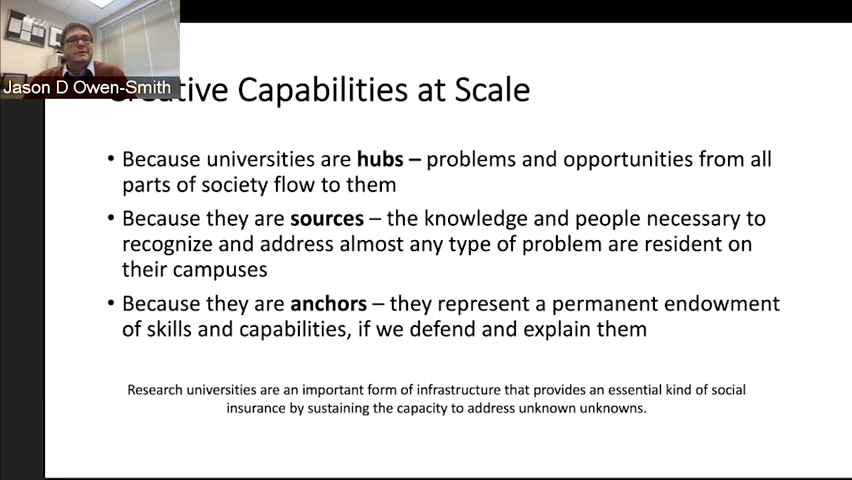 Jason D Owen-Smith
Creative Capabilities at Scale
• Because universities are hubs – problems and opportunities from all
parts of society flow to them
• Because they are sources – the knowledge and people necessary to
recognize and address almost any type of problem are resident on
their campuses
• Because they are anchors – they represent a permanent endowment
of skills and capabilities, if we defend and explain them
Research universities are an important form of infrastructure that provides an essential kind of social
insurance by sustaining the capacity to address unknown unknowns.